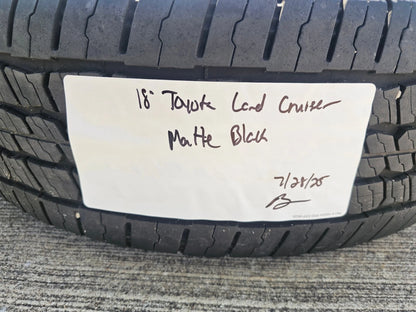 18" Toyota Land Cruiser
Matte Black
7/28/25